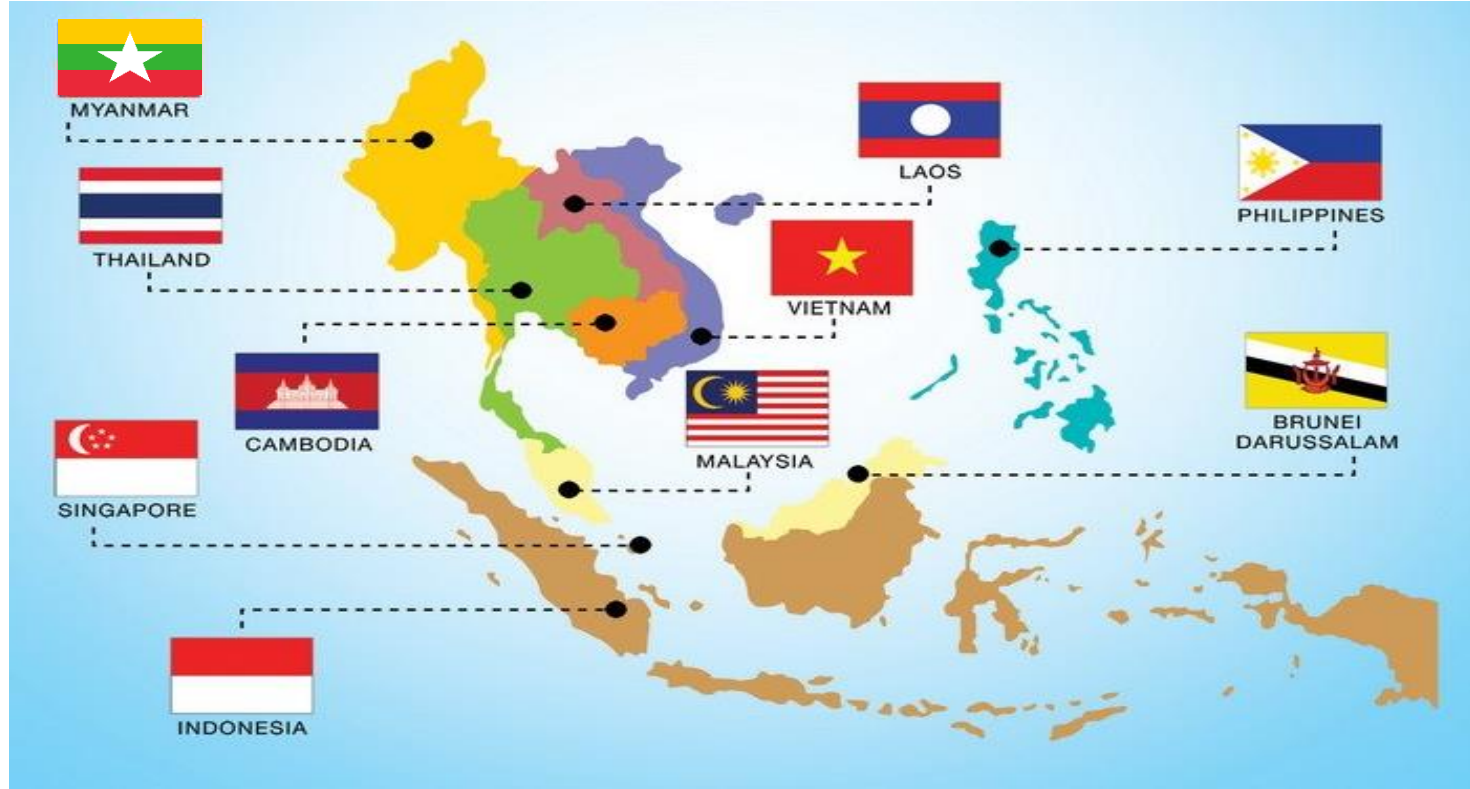 MYANMAR
LAOS
PHILIPPINES
THAILAND
VIETNAM
CAMBODIA
MALAYSIA
BRUNEI
DARUSSALAM
SINGAPORE
INDONESIA